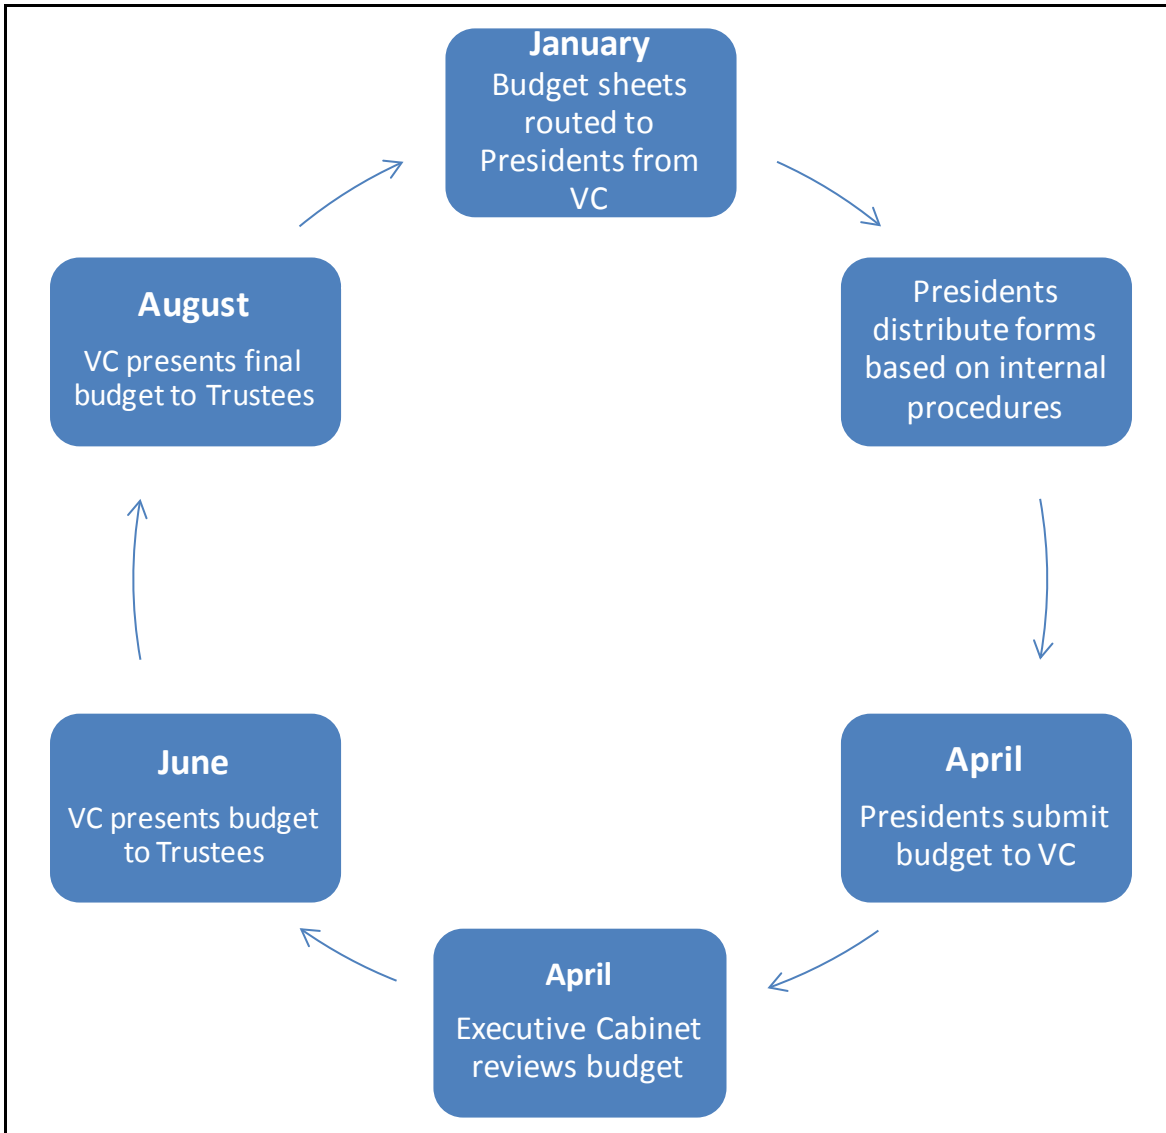 January
Budget sheets
routed to
Presidents from
VC
Presidents
distribute forms
based on internal
procedures
April
Presidents submit
budget to VC
April
Executive Cabinet
reviews budget
June
VC presents budget
to Trustees
August
VC presents final
budget to Trustees